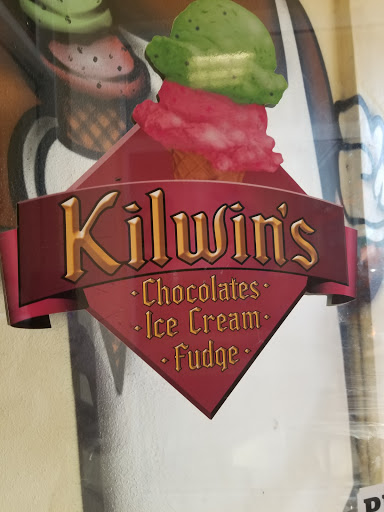 Kilwin's
· Chocolates ·
· Ice Cream ·
· Fudge ·